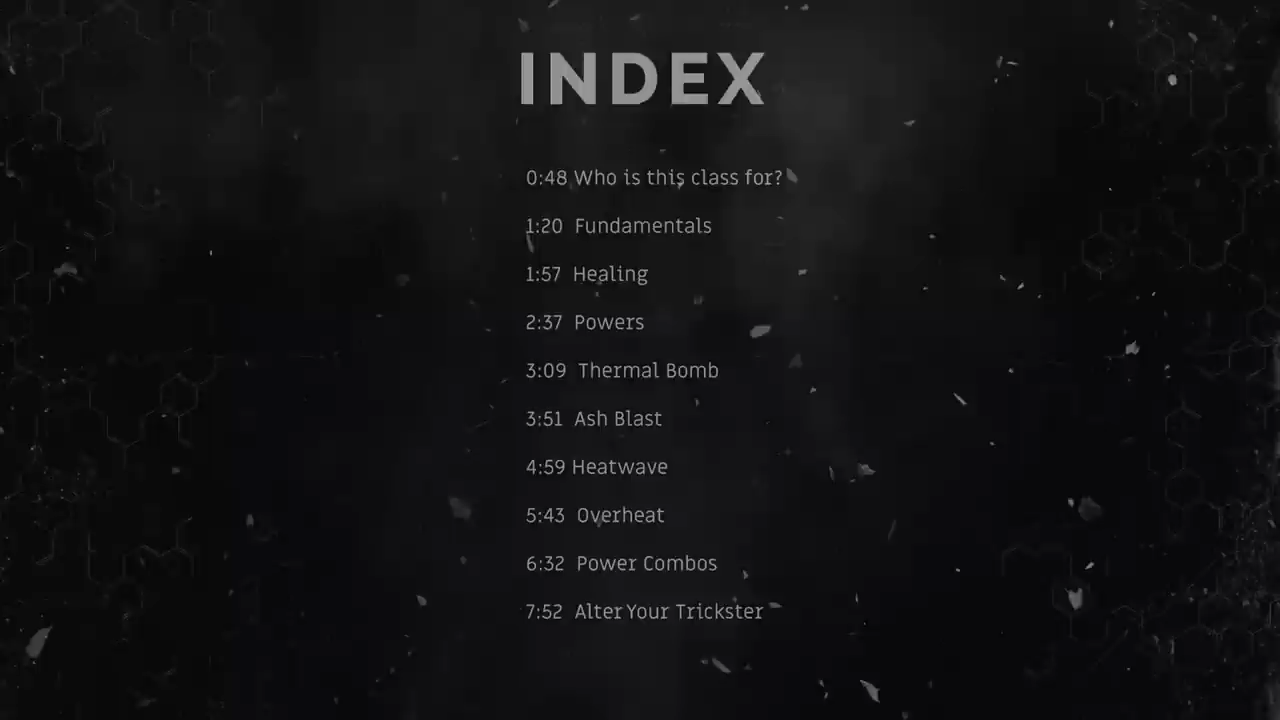 INDEX
0:48 Who is this class for?
1:20 Fundamentals
1:57 Healing
2:37 Powers
3:09 Thermal Bomb
3:51 Ash Blast
4:59 Heatwave
5:43 Overheat
6:32 Power Combos
7:52 Alter Your Trickster